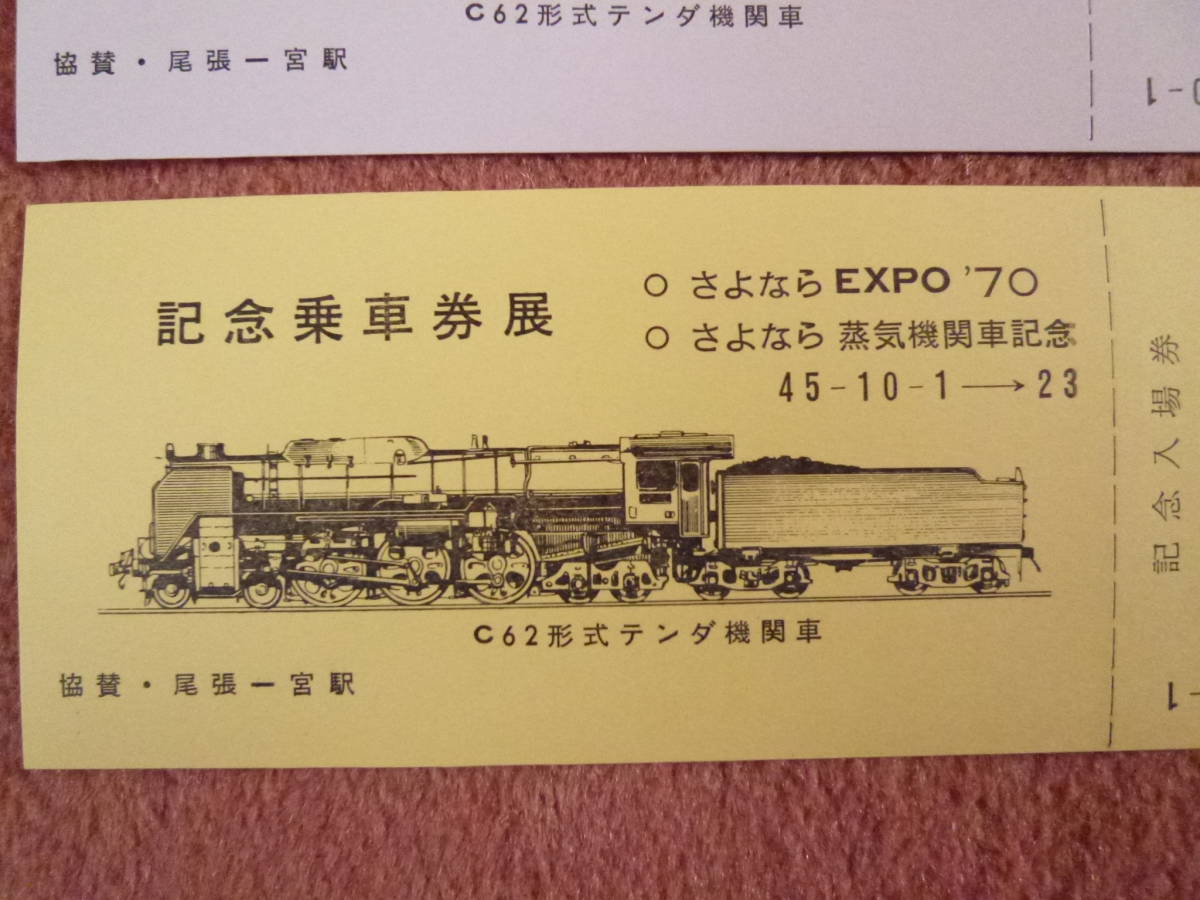 C62形式テンダ機関車
協賛・尾張一宮駅
0-1
記念乗車券展
○ さよなら EXPO '70
○ さよなら 蒸気機関車記念
45-10-1→23
C62形式テンダ機関車
協賛・尾張一宮駅
記念入場券
-1